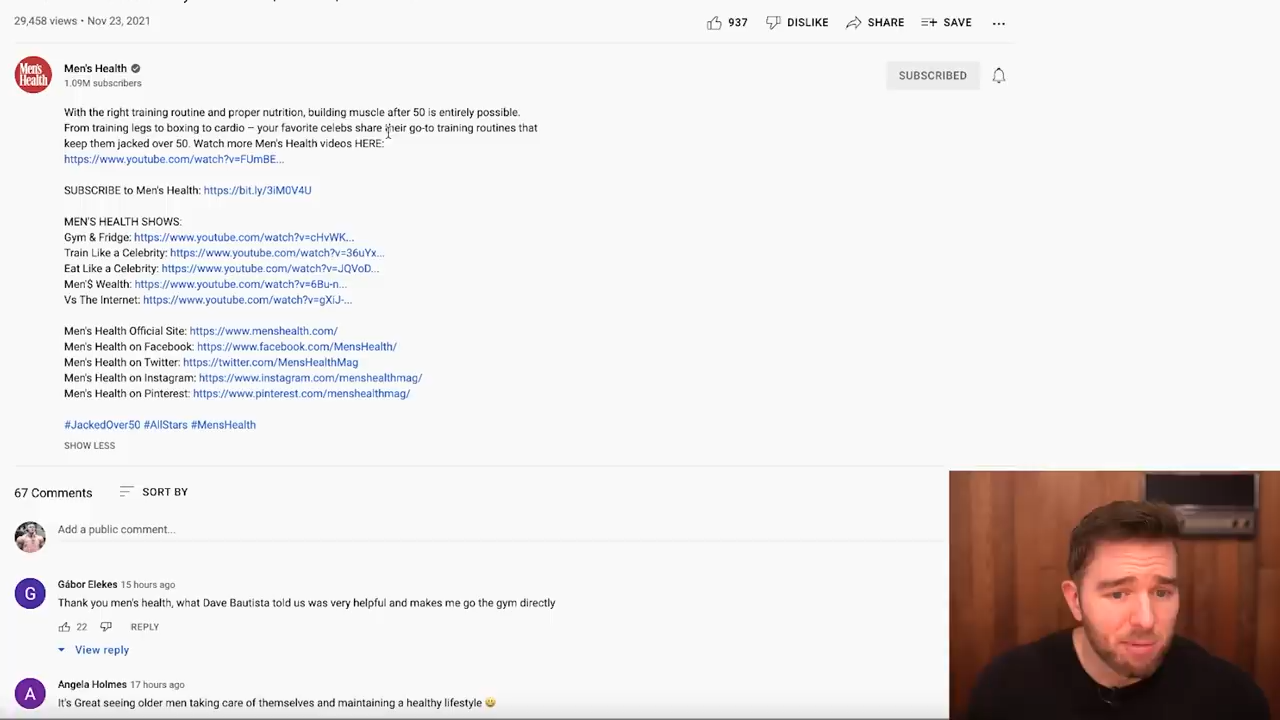 29,458 views • Nov 23, 2021
937 DISLIKE SHARE SAVE ...
Men's Health
Men's Health
1.09M subscribers
SUBSCRIBED
With the right training routine and proper nutrition, building muscle after 50 is entirely possible.
From training legs to boxing to cardio – your favorite celebs share their go-to training routines that
keep them jacked over 50. Watch more Men's Health videos HERE:
https://www.youtube.com/watch?v=FUmBE...
SUBSCRIBE to Men's Health: https://bit.ly/3iM0V4U
MEN'S HEALTH SHOWS:
Gym & Fridge: https://www.youtube.com/watch?v=cHvWK...
Train Like a Celebrity: https://www.youtube.com/watch?v=36uYx...
Eat Like a Celebrity: https://www.youtube.com/watch?v=JQVoD...
Men'$ Wealth: https://www.youtube.com/watch?v=6Bu-n...
Vs The Internet: https://www.youtube.com/watch?v=gXiJ-...
Men's Health Official Site: https://www.menshealth.com/
Men's Health on Facebook: https://www.facebook.com/MensHealth/
Men's Health on Twitter: https://twitter.com/MensHealthMag
Men's Health on Instagram: https://www.instagram.com/menshealthmag/
Men's Health on Pinterest: https://www.pinterest.com/menshealthmag/
#JackedOver50 #AllStars #MensHealth
SHOW LESS
67 Comments SORT BY
Add a public comment...
G
Gábor Elekes 15 hours ago
Thank you men's health, what Dave Bautista told us was very helpful and makes me go the gym directly
22 REPLY
View reply
A
Angela Holmes 17 hours ago
It's Great seeing older men taking care of themselves and maintaining a healthy lifestyle 😃